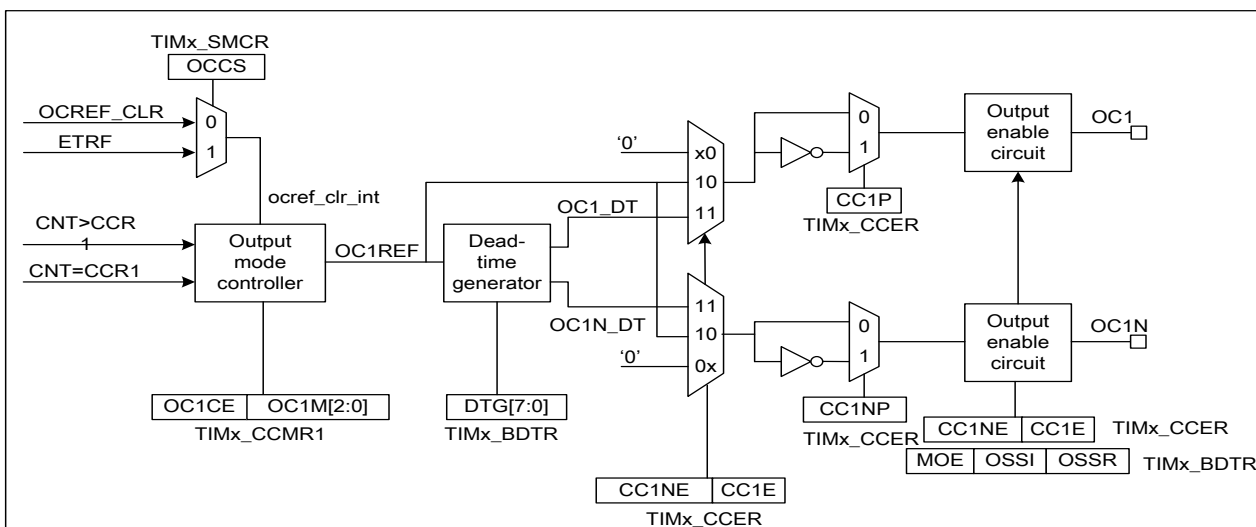 TIMx_SMCR
OCCS
OCREF_CLR
ETRF
0
1
ocref_clr_int
CNT>CCR
1
CNT=CCR1
Output
mode
controller
OC1REF
OC1CE
OC1M[2:0]
TIMx_CCMR1
Dead-
time
generator
DTG[7:0]
TIMx_BDTR
OC1_DT
OC1N_DT
‘0’
x0
10
11
11
10
0x
‘0’
CC1NE
CC1E
TIMx_CCER
0
1
CC1P
TIMx_CCER
0
1
CC1NP
TIMx_CCER
Output
enable
circuit
OC1
Output
enable
circuit
OC1N
CC1NE
CC1E
TIMx_CCER
MOE
OSSI
OSSR
TIMx_BDTR